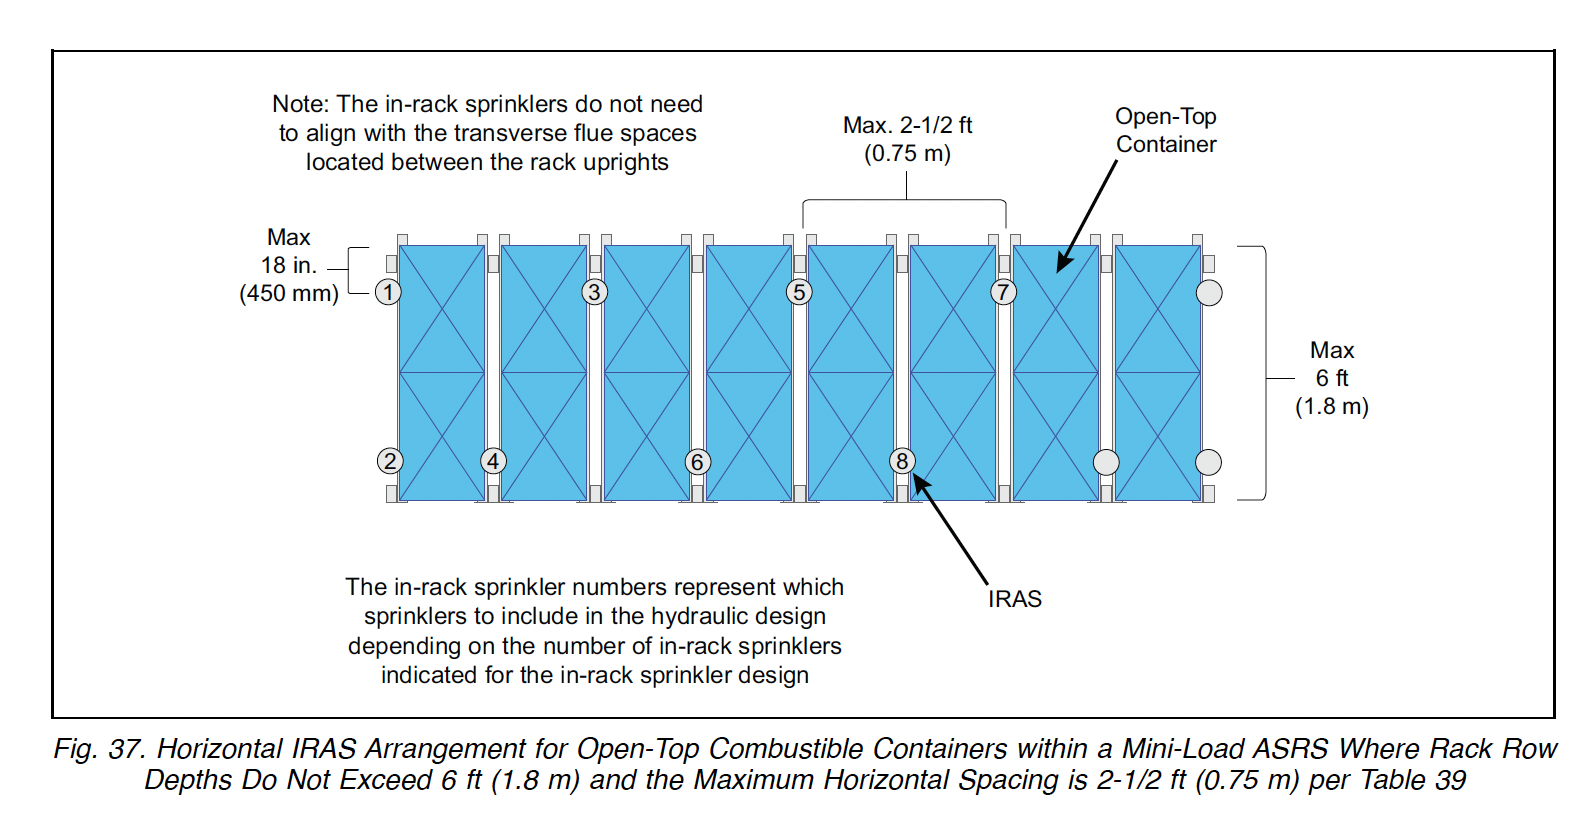 Note: The in-rack sprinklers do not need
to align with the transverse flue spaces
located between the rack uprights
Max. 2-1/2 ft
(0.75 m)
Open-Top
Container
Max
18 in.
(450 mm)
1
3
5
7
Max
6 ft
(1.8 m)
2
4
6
8
IRAS
The in-rack sprinkler numbers represent which
sprinklers to include in the hydraulic design
depending on the number of in-rack sprinklers
indicated for the in-rack sprinkler design
Fig. 37. Horizontal IRAS Arrangement for Open-Top Combustible Containers within a Mini-Load ASRS Where Rack Row
Depths Do Not Exceed 6 ft (1.8 m) and the Maximum Horizontal Spacing is 2-1/2 ft (0.75 m) per Table 39